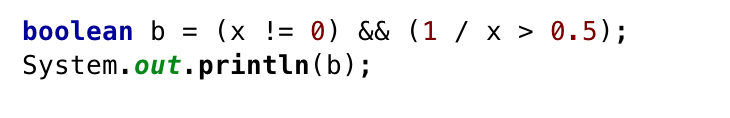 boolean b = (x != 0) && (1 / x > 0.5);
System.out.println(b);